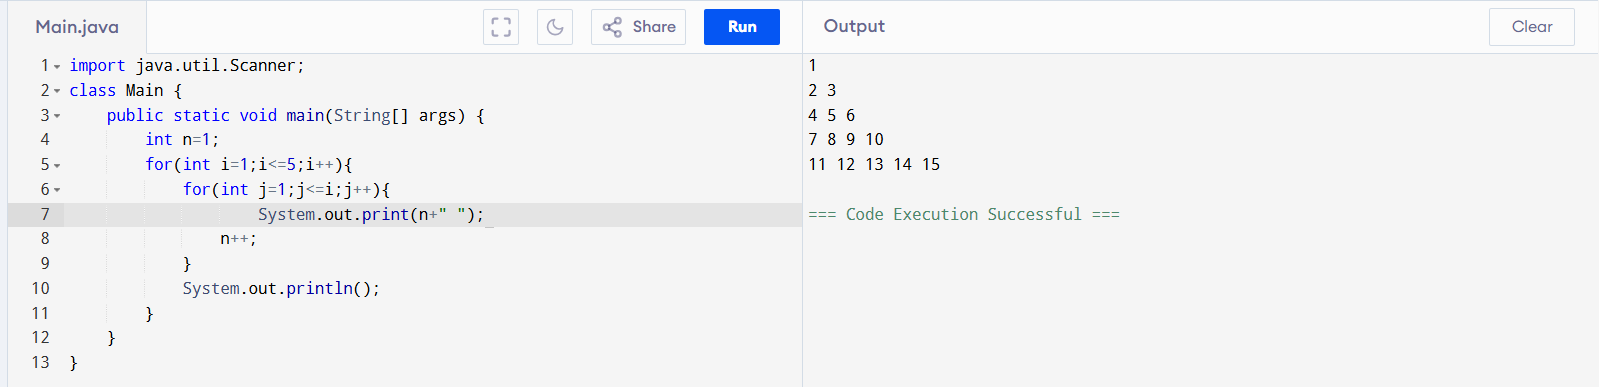 Main.java Share Run Output Clear
1 import java.util.Scanner;
2 class Main {
3     public static void main(String[] args) {
4         int n=1;
5         for(int i=1;i<=5;i++){
6             for(int j=1;j<=i;j++){
7                     System.out.print(n+" ");
8                 n++;
9             }
10             System.out.println();
11         }
12     }
13 }
1
2 3
4 5 6
7 8 9 10
11 12 13 14 15
=== Code Execution Successful ===